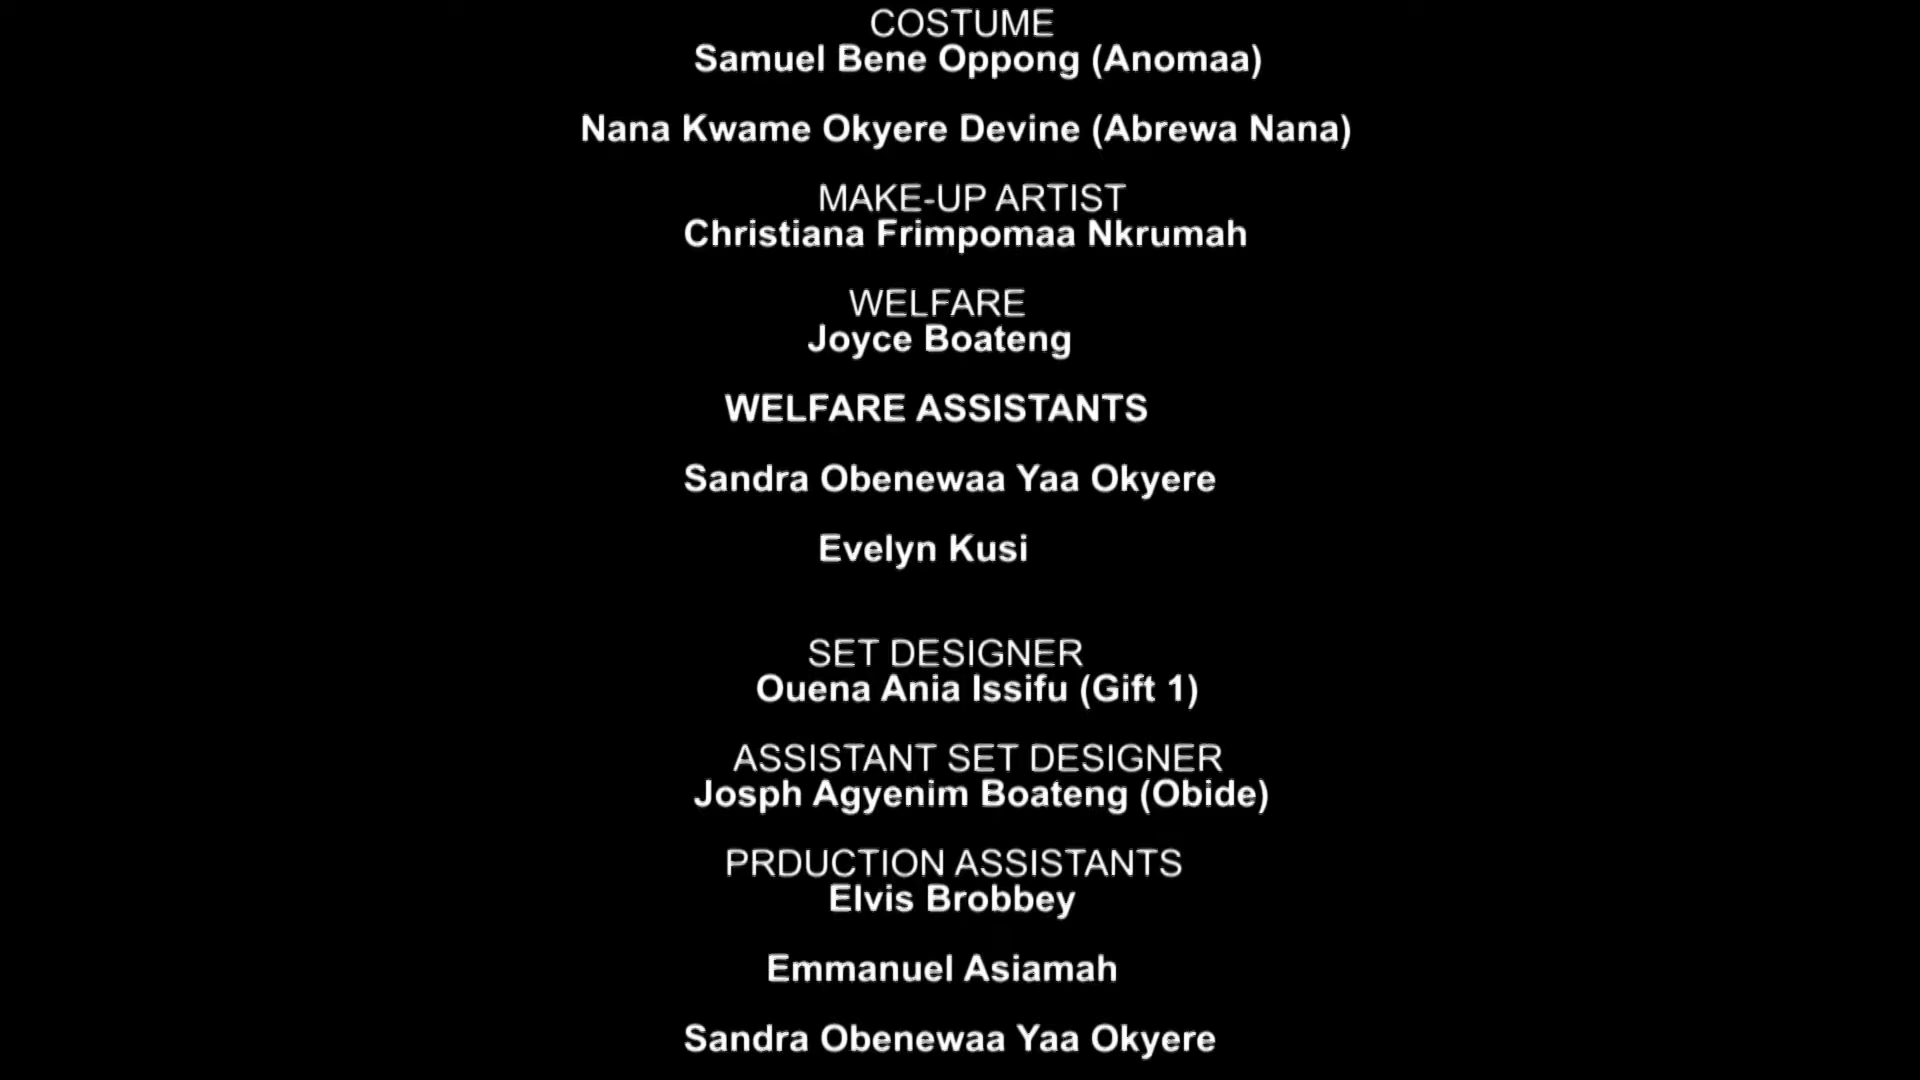 COSTUME
Samuel Bene Oppong (Anomaa)
Nana Kwame Okyere Devine (Abrewa Nana)
MAKE-UP ARTIST
Christiana Frimpomaa Nkrumah
WELFARE
Joyce Boateng
WELFARE ASSISTANTS
Sandra Obenewaa Yaa Okyere
Evelyn Kusi
SET DESIGNER
Ouena Ania Issifu (Gift 1)
ASSISTANT SET DESIGNER
Josph Agyenim Boateng (Obide)
PRDUCTION ASSISTANTS
Elvis Brobbey
Emmanuel Asiamah
Sandra Obenewaa Yaa Okyere